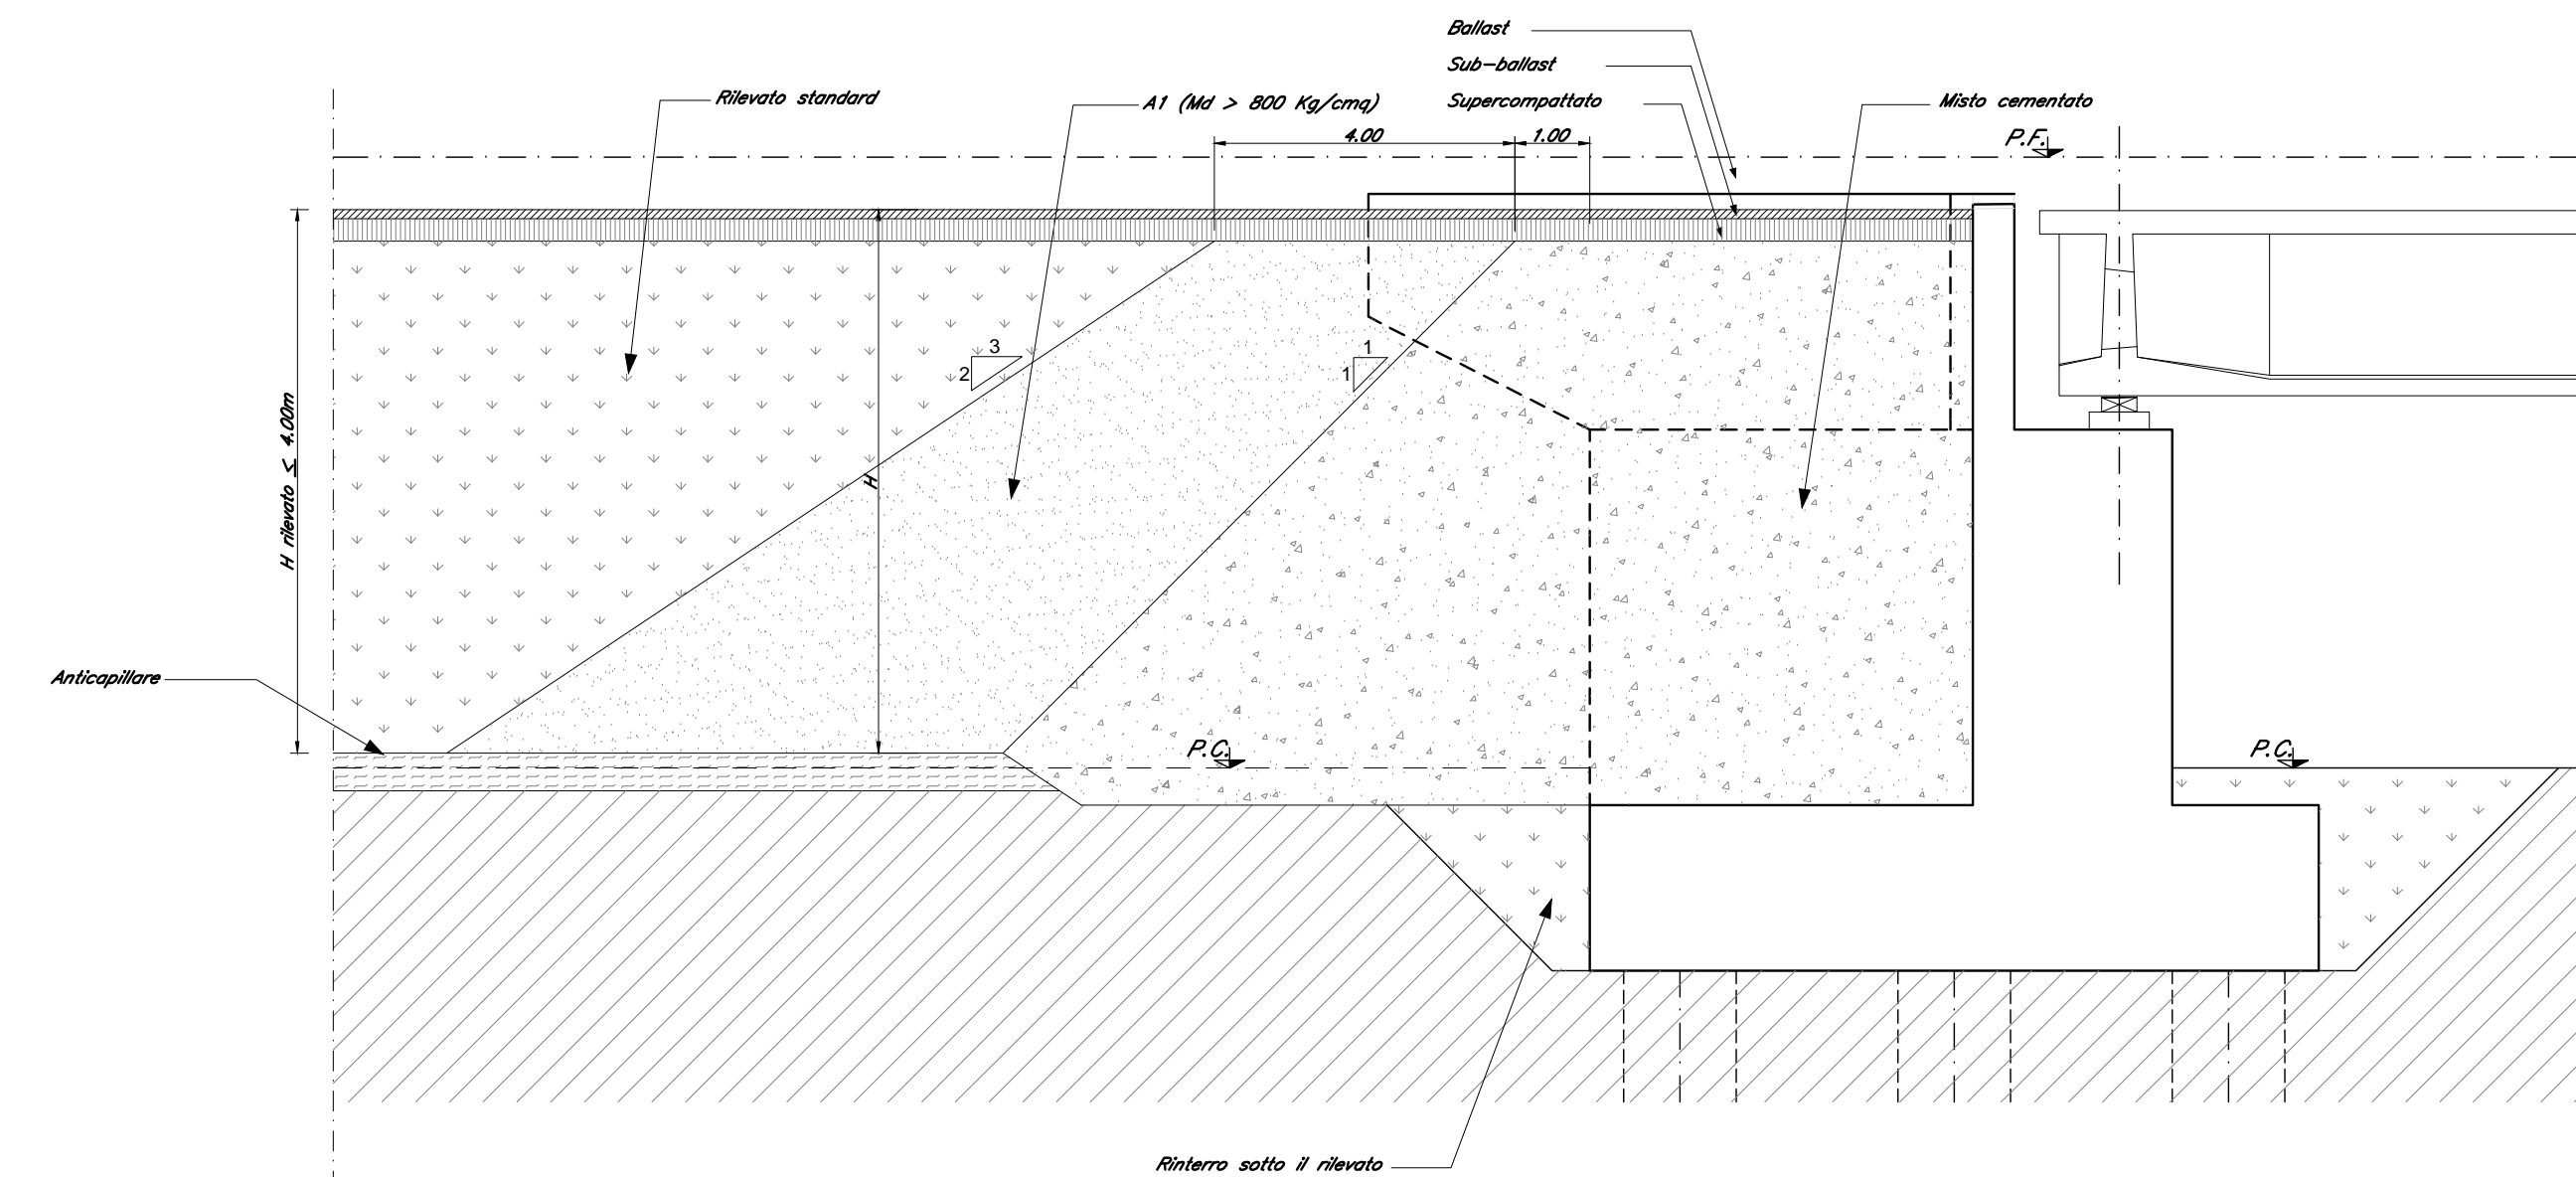 Ballast
Sub-ballast
Supercompattato
Rilevato standard
A1 (Md > 800 Kg/cmq)
Misto cementato
4.00
1.00
P.F.
3
2
1
1
H rilevato ≤ 4.00m
H
Anticapillare
P.C.
P.C.
Rinterro sotto il rilevato